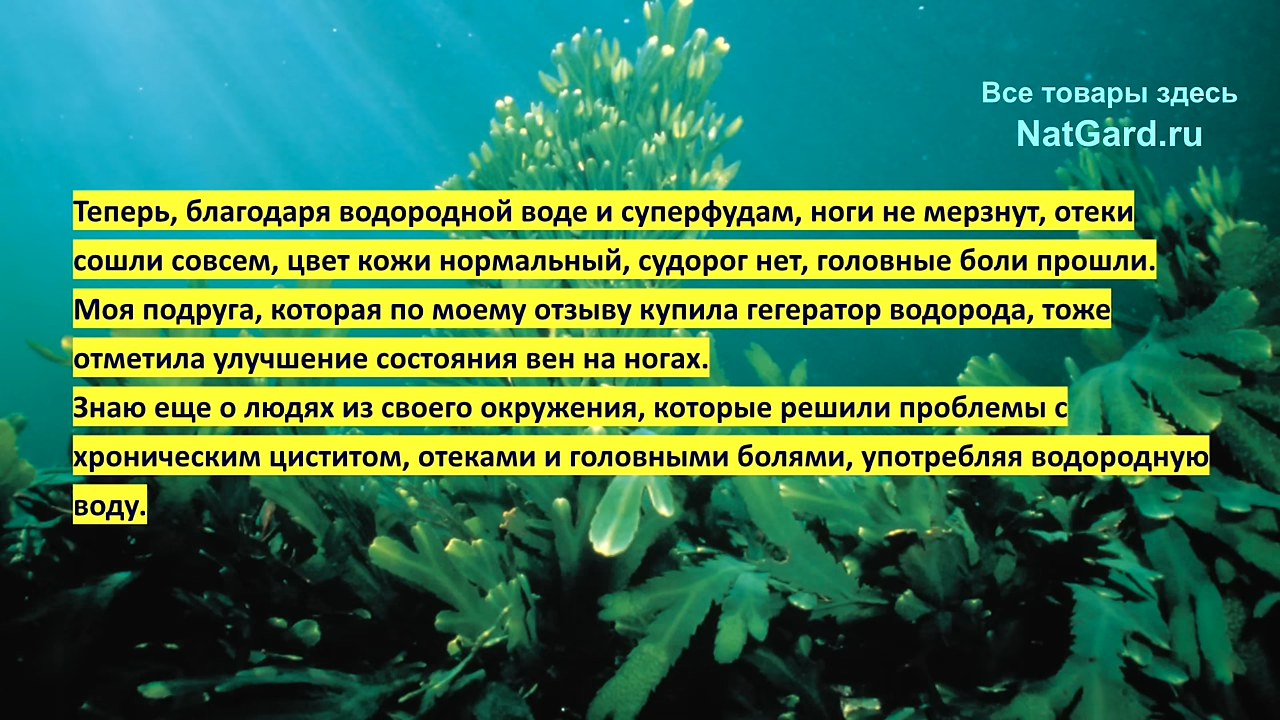 Все товары здесь
NatGard.ru
Теперь, благодаря водородной воде и суперфудам, ноги не мерзнут, отеки
сошли совсем, цвет кожи нормальный, судорог нет, головные боли прошли.
Моя подруга, которая по моему отзыву купила гегератор водорода, тоже
отметила улучшение состояния вен на ногах.
Знаю еще о людях из своего окружения, которые решили проблемы с
хроническим циститом, отеками и головными болями, употребляя водородную
воду.